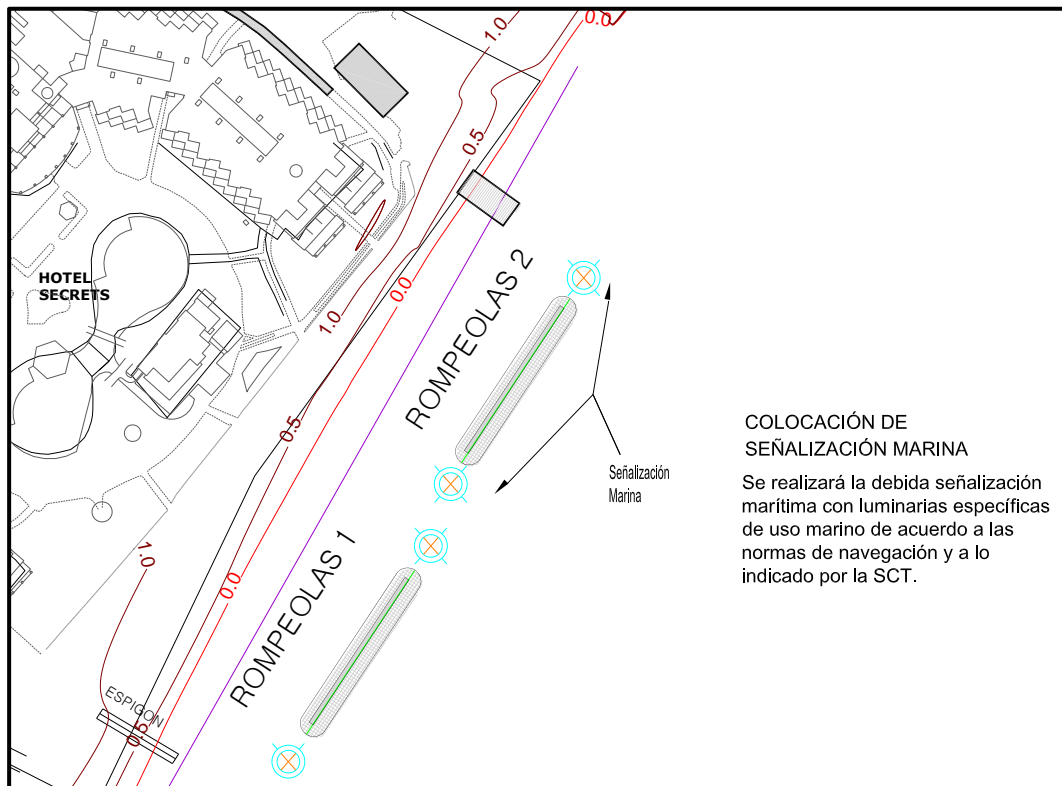 1.0
0.0
0.5
HOTEL
SECRETS
0.0
1.0
ROMPEOLAS 2
0.5
COLOCACIÓN DE
SEÑALIZACIÓN MARINA
Señalización
Marina
Se realizará la debida señalización
marítima con luminarias específicas
de uso marino de acuerdo a las
normas de navegación y a lo
indicado por la SCT.
1.0
0.0
ROMPEOLAS 1
ESPIGON
0.5